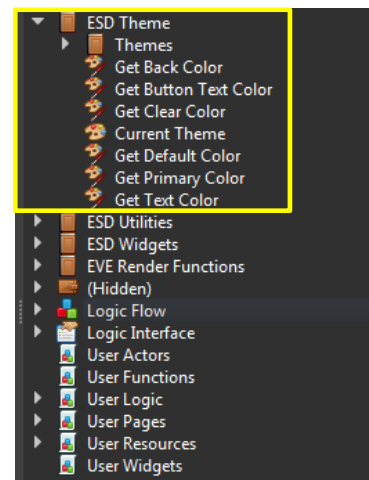 ESD Theme
Themes
Get Back Color
Get Button Text Color
Get Clear Color
Current Theme
Get Default Color
Get Primary Color
Get Text Color
ESD Utilities
ESD Widgets
EVE Render Functions
(Hidden)
Logic Flow
Logic Interface
User Actors
User Functions
User Logic
User Pages
User Resources
User Widgets